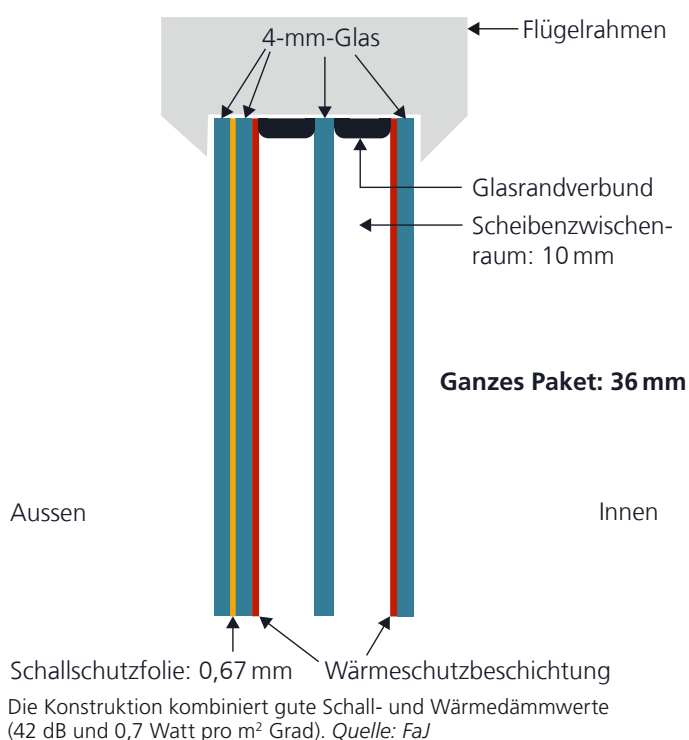 4-mm-Glas
Flügelrahmen
Glasrandverbund
Scheibenzwischen-
raum: 10 mm
Ganzes Paket: 36 mm
Aussen
Innen
Schallschutzfolie: 0,67 mm
Wärmeschutzbeschichtung
Die Konstruktion kombiniert gute Schall- und Wärmedämmwerte
(42 dB und 0,7 Watt pro m² Grad). Quelle: FaJ